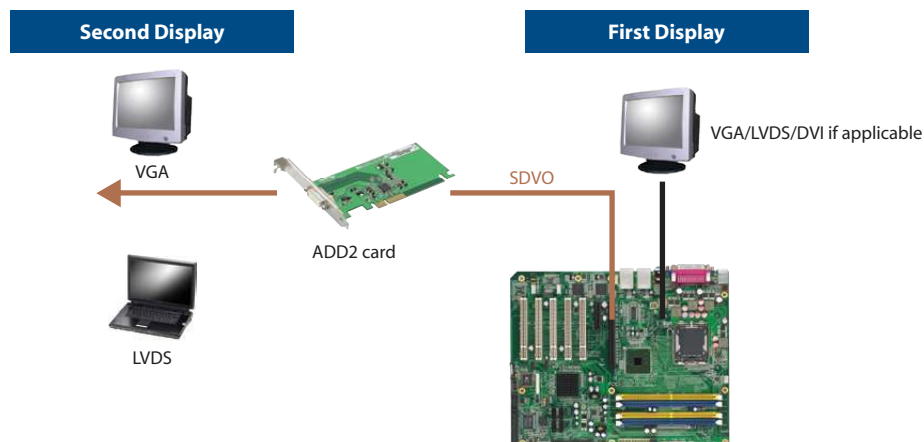 Second Display
First Display
VGA
VGA/LVDS/DVI if applicable
SDVO
ADD2 card
LVDS